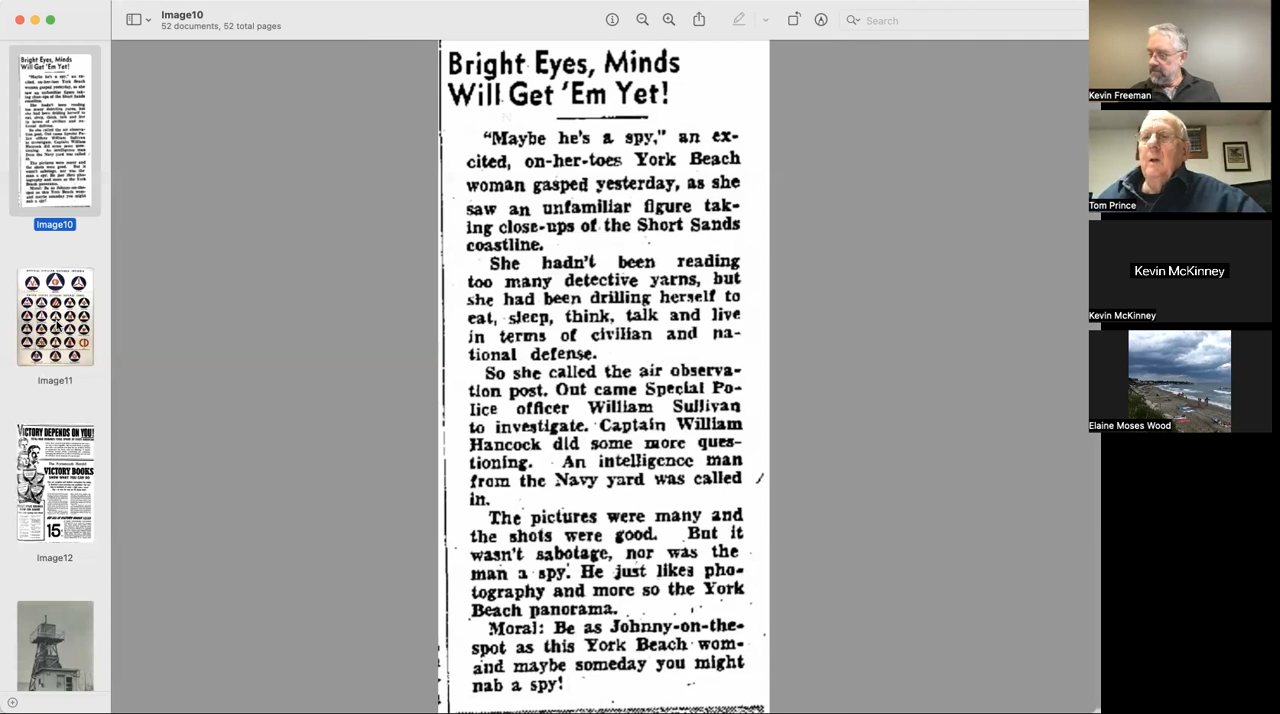 Image10
52 documents, 52 total pages
Search
Image10
Image11
VICTORY DEPENDS ON YOU!
The Portsmouth Herald
VICTORY BOOKS
15
Image12
Bright Eyes, Minds
Will Get 'Em Yet!
"Maybe he's a spy," an ex-
cited, on-her-toes York Beach
woman gasped yesterday, as she
saw an unfamiliar figure tak-
ing close-ups of the Short Sands
coastline.
She hadn't been reading
too many detective yarns, but
she had been drilling herself to
eat, sleep, think, talk and live
in terms of civilian and na-
tional defense.
So she called the air observa-
tion post. Out came Special Po-
lice officer William Sullivan
to investigate. Captain William
Hancock did some more ques-
tioning. An intelligence man
from the Navy yard was called
in.
The pictures were many and
the shots were good. But it
wasn't sabotage, nor was the
man a spy. He just likes pho-
tography and more so the York
Beach panorama.
Moral: Be as Johnny-on-the-
spot as this York Beach wom-
and maybe someday you might
nab a spy!
Kevin Freeman
Tom Prince
Kevin McKinney
Kevin McKinney
Elaine Moses Wood